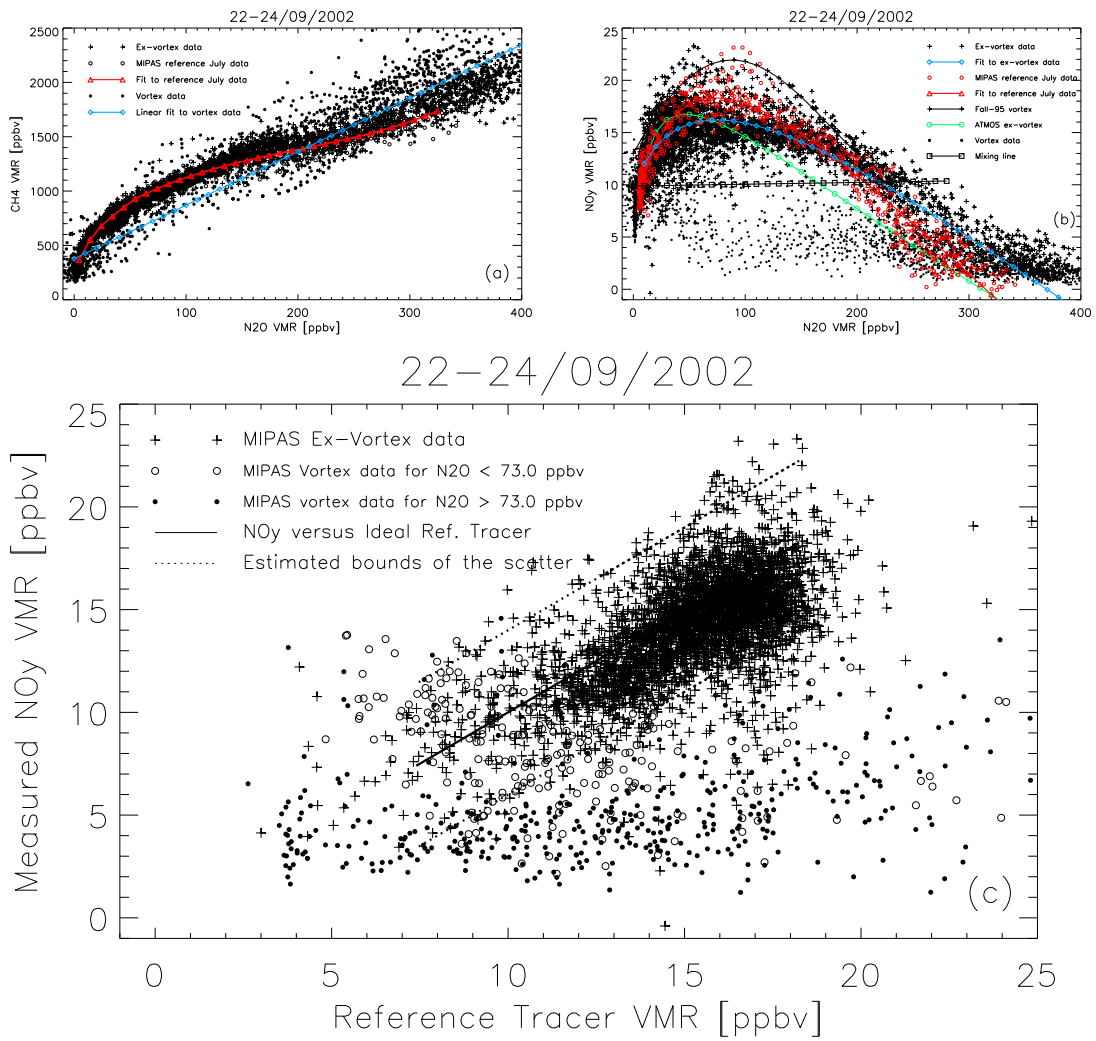 22-24/09/2002
2500
2000
1500
1000
500
0
CH4 VMR [ppbv]
Ex-vortex data
MIPAS reference July data
Fit to reference July data
Vortex data
Linear fit to vortex data
(a)
0 100 200 300 400
N2O VMR [ppbv]
22-24/09/2002
25
20
15
10
5
0
NOy VMR [ppbv]
Ex-vortex data
Fit to ex-vortex data
MIPAS reference July data
Fit to reference July data
Fall-95 vortex
ATMOS ex-vortex
Vortex data
Mixing line
(b)
0 100 200 300 400
N2O VMR [ppbv]
22-24/09/2002
25
20
15
10
5
0
Measured NOy VMR [ppbv]
MIPAS Ex-Vortex data
MIPAS Vortex data for N2O < 73.0 ppbv
MIPAS vortex data for N2O > 73.0 ppbv
NOy versus Ideal Ref. Tracer
Estimated bounds of the scatter
(c)
0 5 10 15 20 25
Reference Tracer VMR [ppbv]